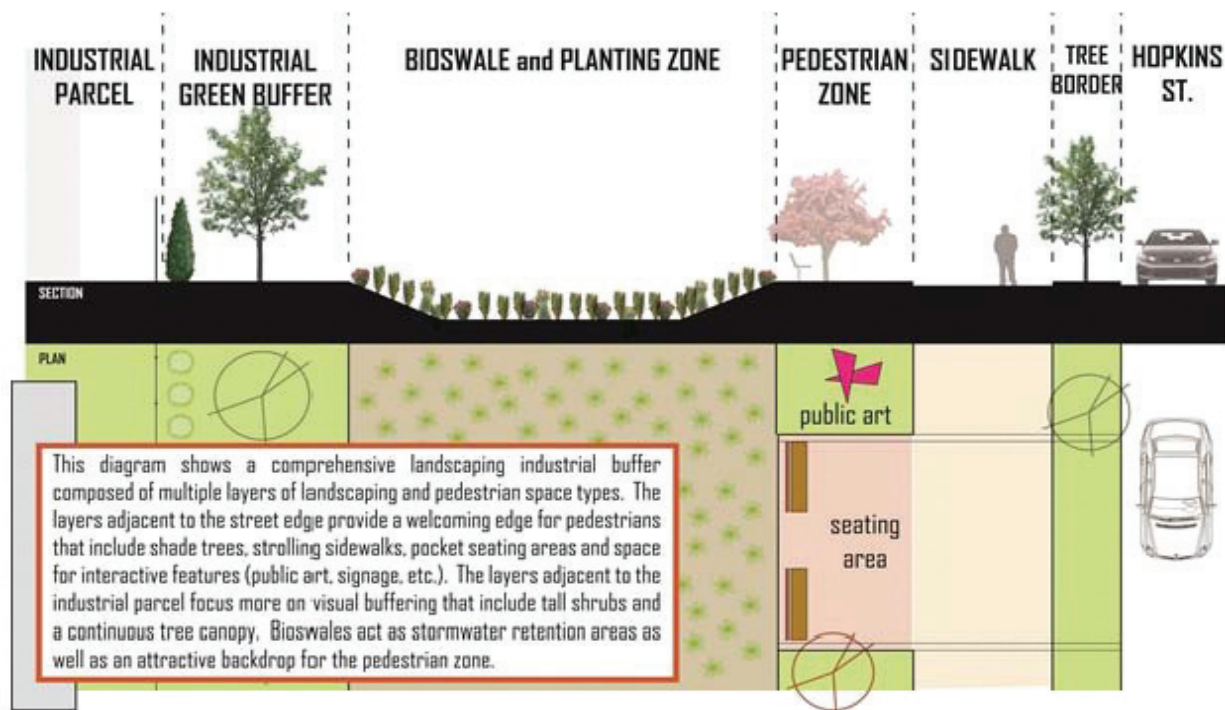 INDUSTRIAL
PARCEL
INDUSTRIAL
GREEN BUFFER
BIOSWALE and PLANTING ZONE
PEDESTRIAN
ZONE
SIDEWALK
TREE
BORDER
HOPKINS
ST.
SECTION
PLAN
public art
seating
area
This diagram shows a comprehensive landscaping industrial buffer
composed of multiple layers of landscaping and pedestrian space types. The
layers adjacent to the street edge provide a welcoming edge for pedestrians
that include shade trees, strolling sidewalks, pocket seating areas and space
for interactive features (public art, signage, etc.). The layers adjacent to the
industrial parcel focus more on visual buffering that include tall shrubs and
a continuous tree canopy. Bioswales act as stormwater retention areas as
well as an attractive backdrop for the pedestrian zone.